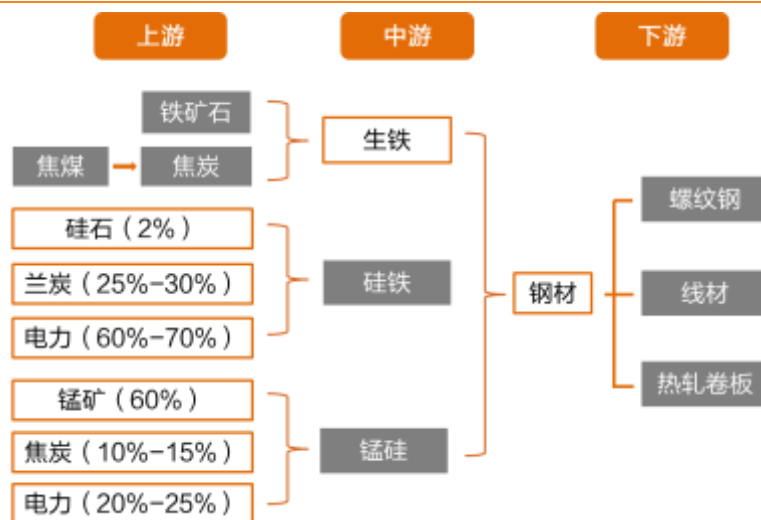 上游 中游 下游
铁矿石
生铁
焦煤 焦炭
螺纹钢
硅石（2%）
兰炭（25%-30%） 硅铁 钢材 线材
电力（60%-70%）
热轧卷板
锰矿（60%）
焦炭（10%-15%） 锰硅
电力（20%-25%）